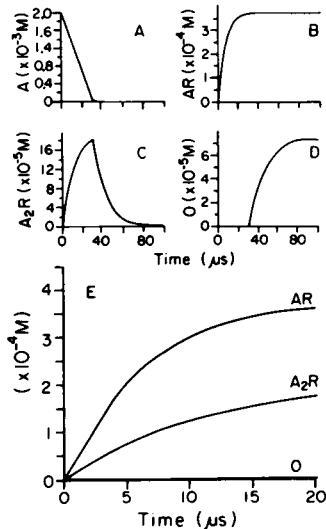 A (x10⁻³M)
2.0
1.6
1.2
0.8
0.4
0
A
AR (x10⁻⁴M)
4
3
2
1
0
B
A₂R (x10⁻⁵M)
16
12
8
4
0
C
0 40 80
O (x10⁻⁵M)
6
4
2
0
D
0 40 80
Time (μs)
E
(x10⁻⁴M)
4
3
2
1
0
AR
A₂R
O
0 5 10 15 20
Time (μs)